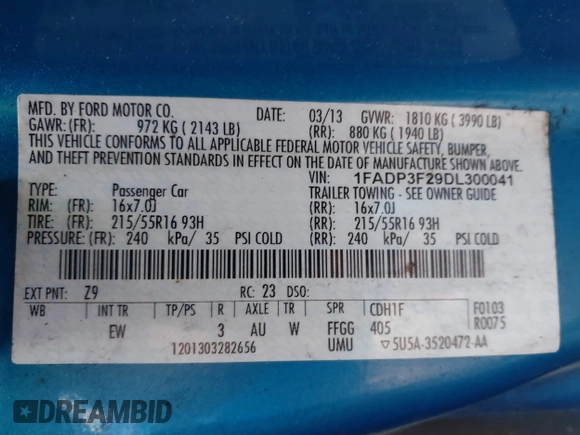 MFD. BY FORD MOTOR CO. DATE: 03/13 GVWR: 1810 KG ( 3990 LB)
GAWR: (FR): 972 KG ( 2143 LB) (RR): 880 KG ( 1940 LB)
THIS VEHICLE CONFORMS TO ALL APPLICABLE FEDERAL MOTOR VEHICLE SAFETY, BUMPER,
AND THEFT PREVENTION STANDARDS IN EFFECT ON THE DATE OF MANUFACTURE SHOWN ABOVE.
VIN: 1FADP3F29DL300041
TYPE: Passenger Car TRAILER TOWING - SEE OWNER GUIDE
RIM: (FR) 16x7.0J (RR): 16x7.0J
TIRE: (FR) 215/55R16 93H (RR): 215/55R16 93H
PRESSURE: (FR) 240 kPa/ 35 PSI COLD (RR): 240 kPa/ 35 PSI COLD
EXT PNT: Z9 RC: 23 DSO:
WB INT TR TP/PS R AXLE TR SPR CDH1F F0103
EW 3 AU W FFGG 405 R0075
1201303282656 UMU ▽5U5A-3520472-AA
DREAMBID